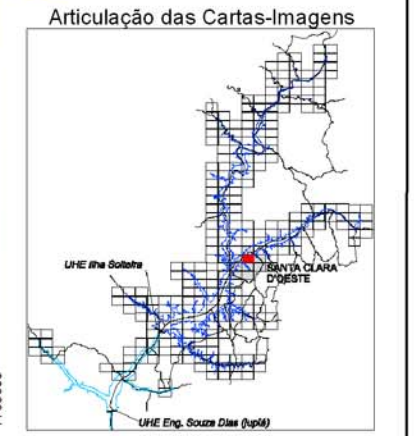 Articulação das Cartas-Imagens
UHE Ilha Solteira
SANTA CLARA
D'OESTE
UHE Eng. Souza Dias (Jupiá)